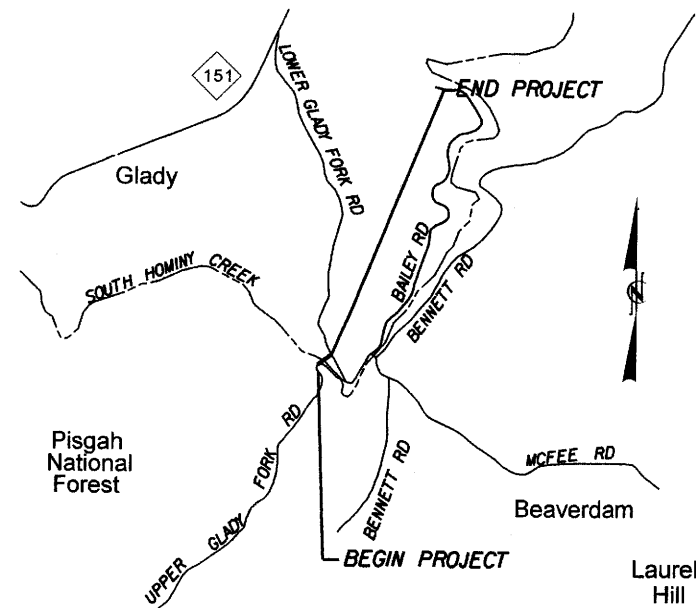 151
LOWER GLADY FORK RD
END PROJECT
Glady
SOUTH HOMINY CREEK
BAILEY RD
BENNETT RD
N
Pisgah
National
Forest
UPPER GLADY FORK RD
BENNETT RD
MCFEE RD
Beaverdam
BEGIN PROJECT
Laurel
Hill